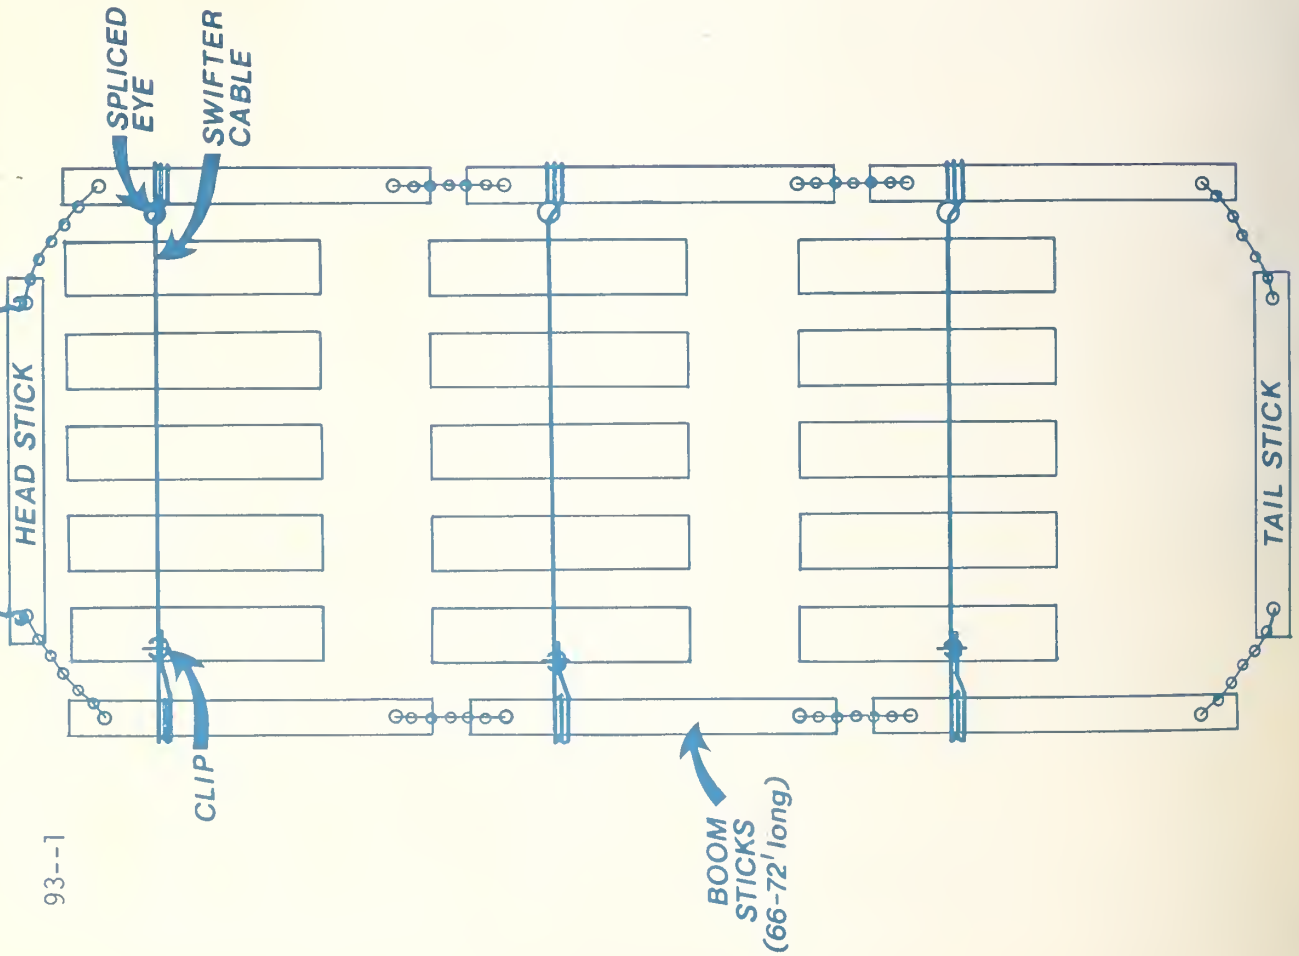 SPLICED
EYE
SWIFTER
CABLE
HEAD STICK
CLIP
BOOM
STICKS
(66-72' long)
TAIL STICK
93--1